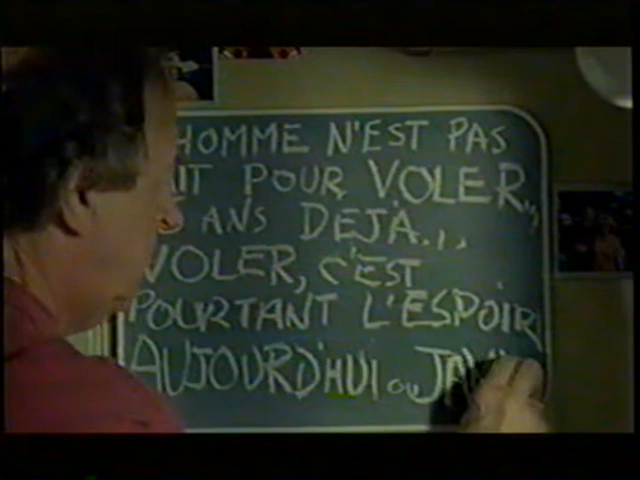 HOMME N'EST PAS
POUR VOLER,
ANS DEJÀ...
VOLER, C'EST
POURTANT L'ESPOIR
AUJOURD'HUI OU